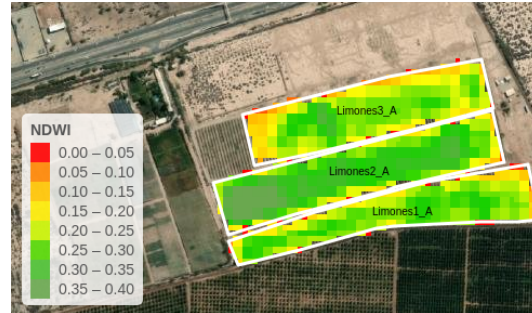 Limones3_A
NDWI
0.00 – 0.05
0.05 – 0.10
0.10 – 0.15
0.15 – 0.20
0.20 – 0.25
0.25 – 0.30
0.30 – 0.35
0.35 – 0.40
Limones2_A
Limones1_A